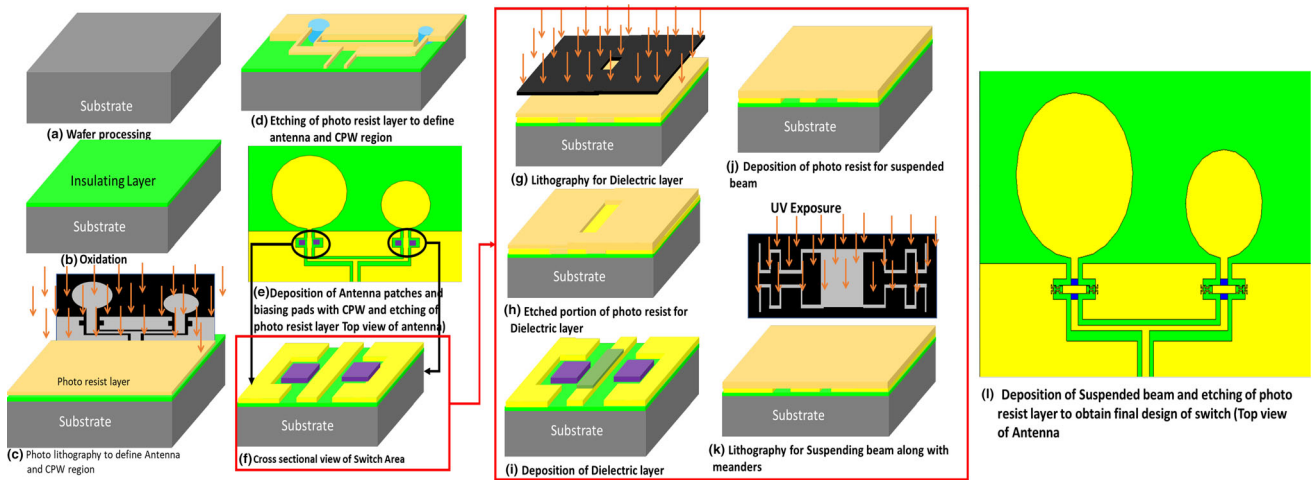 Substrate
(a) Wafer processing
Insulating Layer
Substrate
(b) Oxidation
Photo resist layer
Substrate
(c) Photo lithography to define Antenna
and CPW region
Substrate
(d) Etching of photo resist layer to define
antenna and CPW region
(e) Deposition of Antenna patches and
biasing pads with CPW and etching of
photo resist layer Top view of antenna)
Substrate
(f) Cross sectional view of Switch Area
Substrate
(g) Lithography for Dielectric layer
Substrate
(h) Etched portion of photo resist for
Dielectric layer
Substrate
(i) Deposition of Dielectric layer
Substrate
(j) Deposition of photo resist for suspended
beam
UV Exposure
Substrate
(k) Lithography for Suspending beam along with
meanders
(l) Deposition of Suspended beam and etching of photo
resist layer to obtain final design of switch (Top view
of Antenna